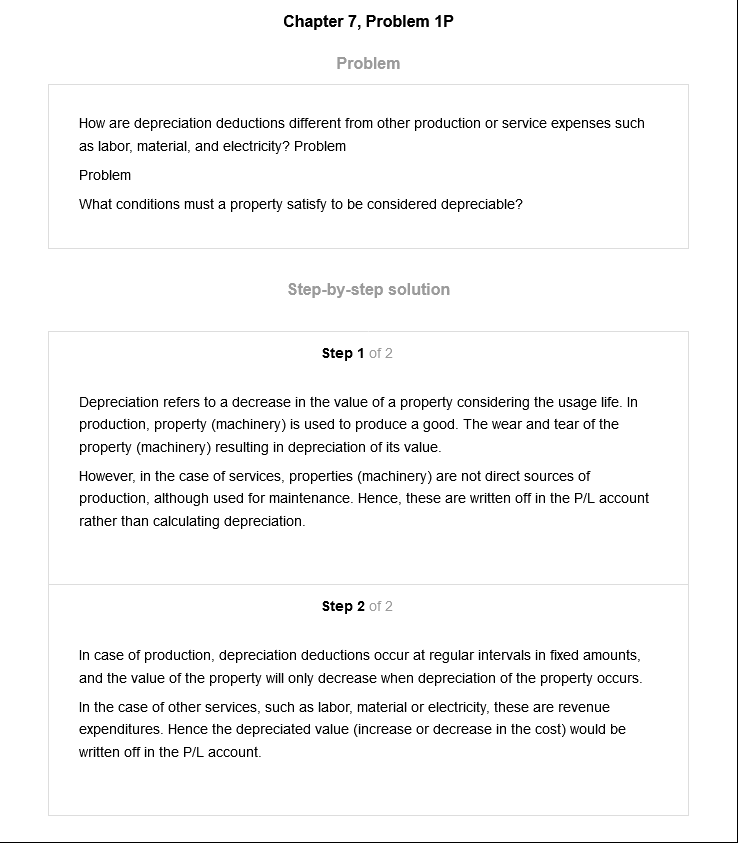 Chapter 7, Problem 1P
Problem
How are depreciation deductions different from other production or service expenses such
as labor, material, and electricity? Problem
Problem
What conditions must a property satisfy to be considered depreciable?
Step-by-step solution
Step 1 of 2
Depreciation refers to a decrease in the value of a property considering the usage life. In
production, property (machinery) is used to produce a good. The wear and tear of the
property (machinery) resulting in depreciation of its value.
However, in the case of services, properties (machinery) are not direct sources of
production, although used for maintenance. Hence, these are written off in the P/L account
rather than calculating depreciation.
Step 2 of 2
In case of production, depreciation deductions occur at regular intervals in fixed amounts,
and the value of the property will only decrease when depreciation of the property occurs.
In the case of other services, such as labor, material or electricity, these are revenue
expenditures. Hence the depreciated value (increase or decrease in the cost) would be
written off in the P/L account.